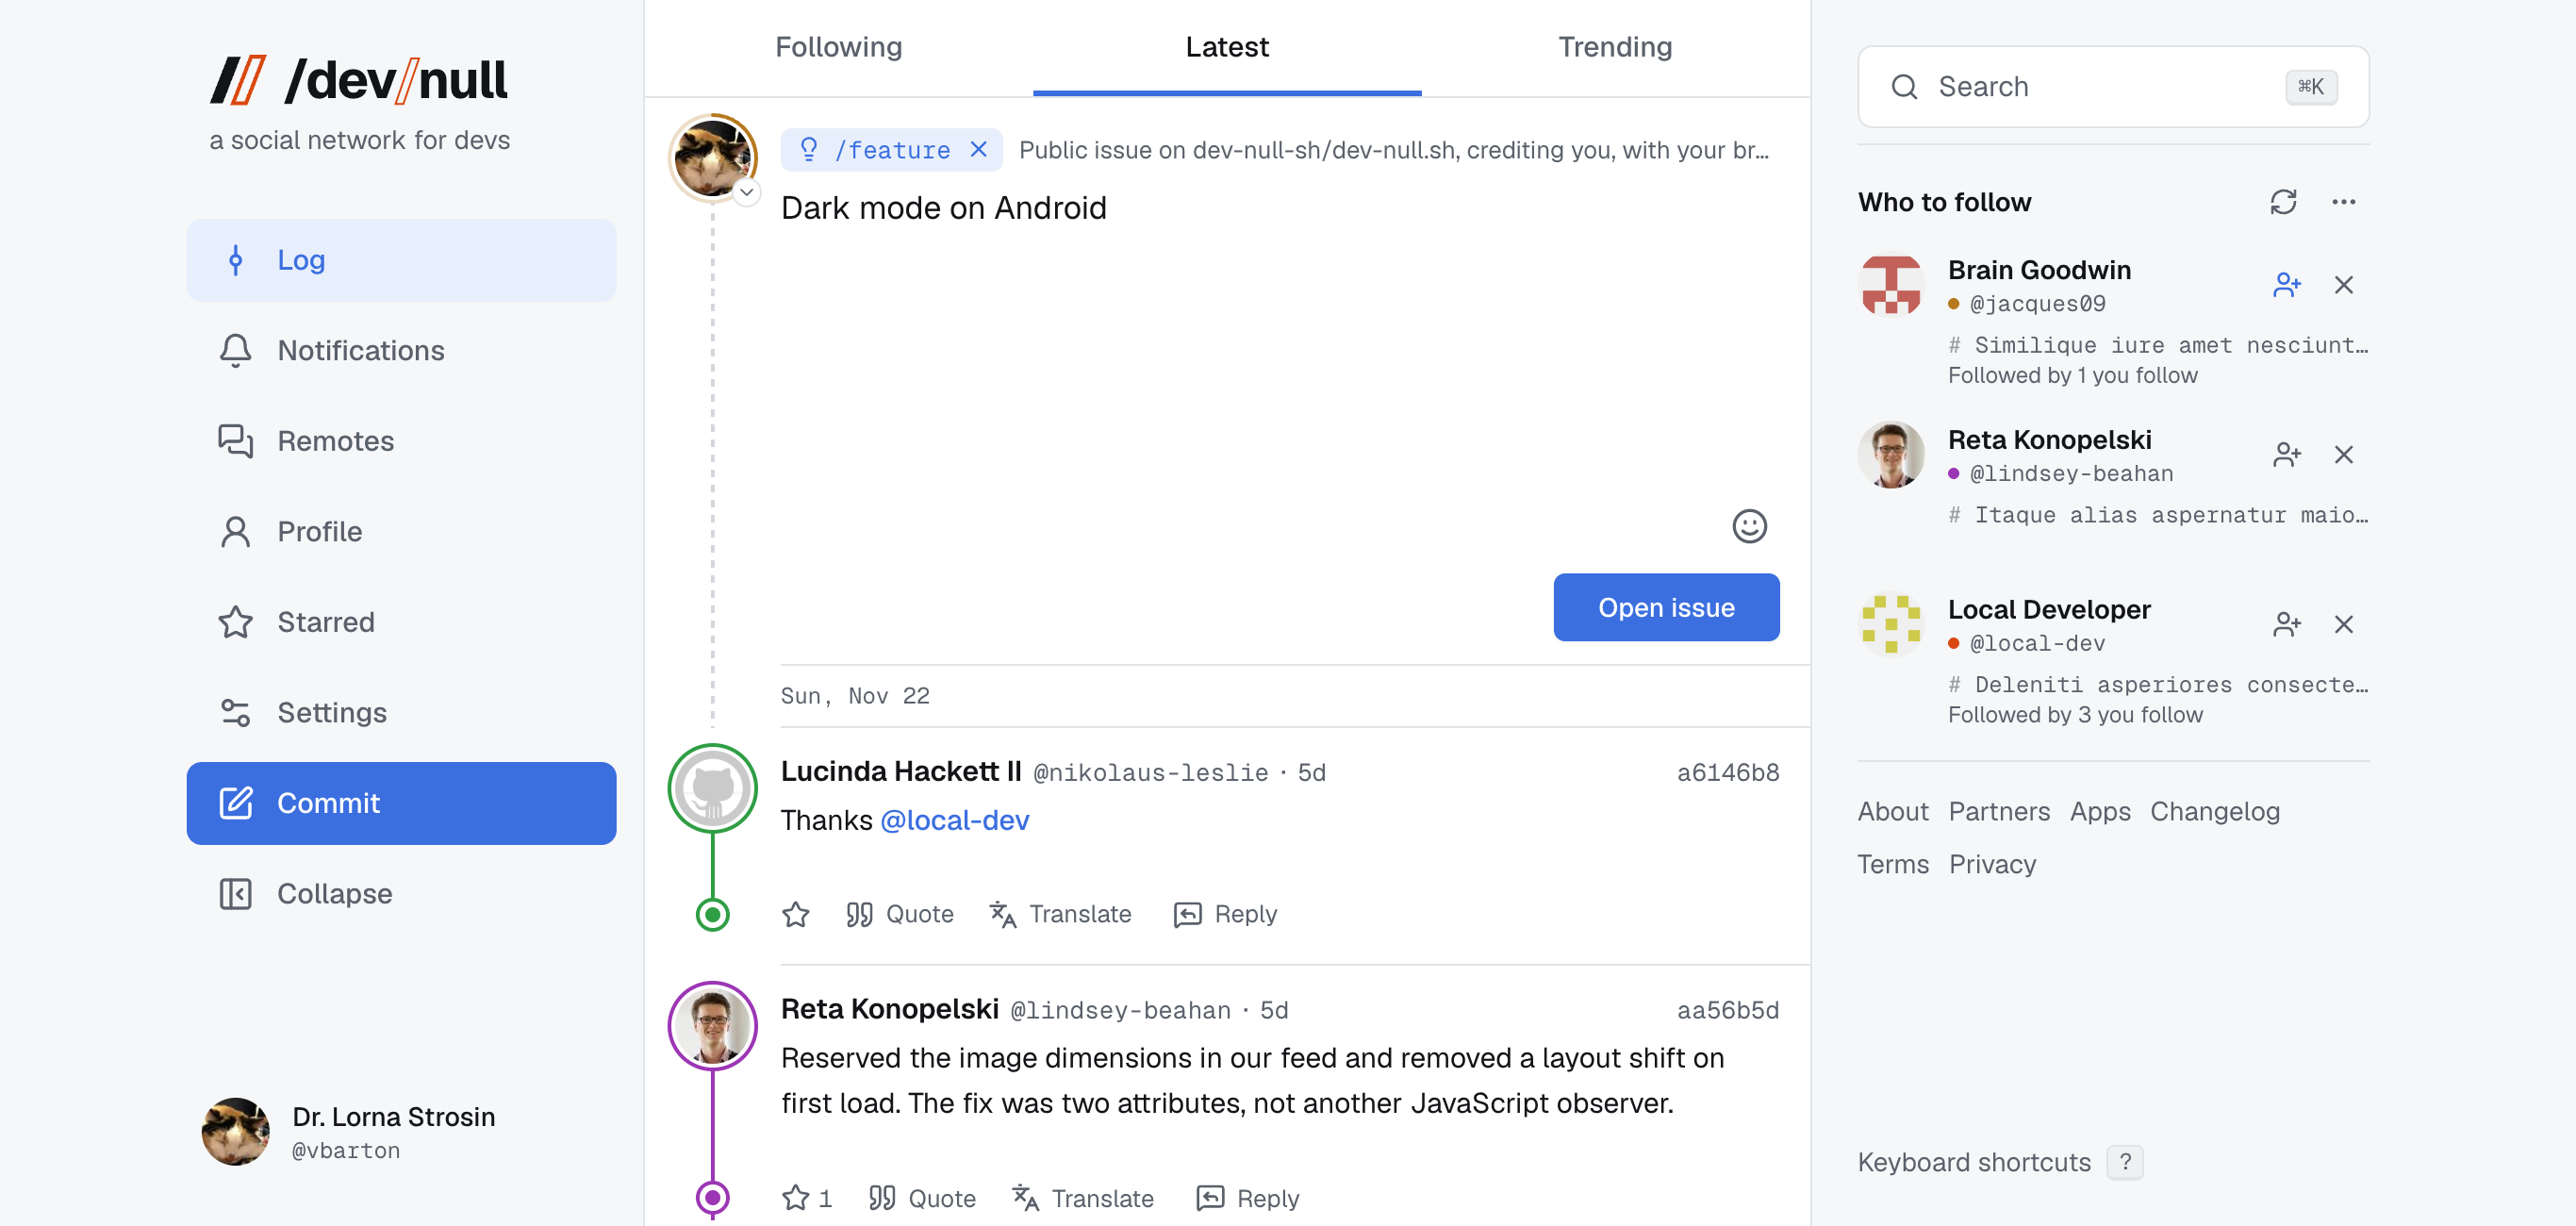 /dev//null
a social network for devs
Log
Notifications
Remotes
Profile
Starred
Settings
Commit
Collapse
Dr. Lorna Strosin
@vbarton
Following
Latest
Trending
/feature
Public issue on dev-null-sh/dev-null.sh, crediting you, with your br…
Dark mode on Android
Open issue
Sun, Nov 22
Lucinda Hackett II @nikolaus-leslie · 5d a6146b8
Thanks @local-dev
Quote Translate Reply
Reta Konopelski @lindsey-beahan · 5d aa56b5d
Reserved the image dimensions in our feed and removed a layout shift on
first load. The fix was two attributes, not another JavaScript observer.
1 Quote Translate Reply
Search ⌘K
Who to follow
Brain Goodwin
@jacques09
# Similique iure amet nesciunt…
Followed by 1 you follow
Reta Konopelski
@lindsey-beahan
# Itaque alias aspernatur maio…
Local Developer
@local-dev
# Deleniti asperiores consecte…
Followed by 3 you follow
About Partners Apps Changelog
Terms Privacy
Keyboard shortcuts ?